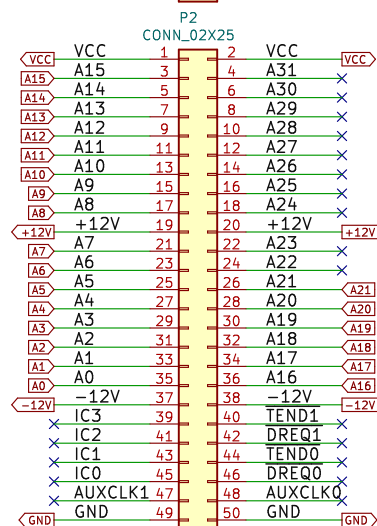 P2
CONN_02X25
VCC VCC 1 2 VCC VCC
A15 A15 3 4 A31
A14 A14 5 6 A30
A13 A13 7 8 A29
A12 A12 9 10 A28
A11 A11 11 12 A27
A10 A10 13 14 A26
A9 A9 15 16 A25
A8 A8 17 18 A24
+12V +12V 19 20 +12V +12V
A7 A7 21 22 A23
A6 A6 23 24 A22
A5 A5 25 26 A21 A21
A4 A4 27 28 A20 A20
A3 A3 29 30 A19 A19
A2 A2 31 32 A18 A18
A1 A1 33 34 A17 A17
A0 A0 35 36 A16 A16
-12V -12V 37 38 -12V -12V
IC3 39 40 TEND1
IC2 41 42 DREQ1
IC1 43 44 TEND0
IC0 45 46 DREQ0
AUXCLK1 47 48 AUXCLK0
GND GND 49 50 GND GND